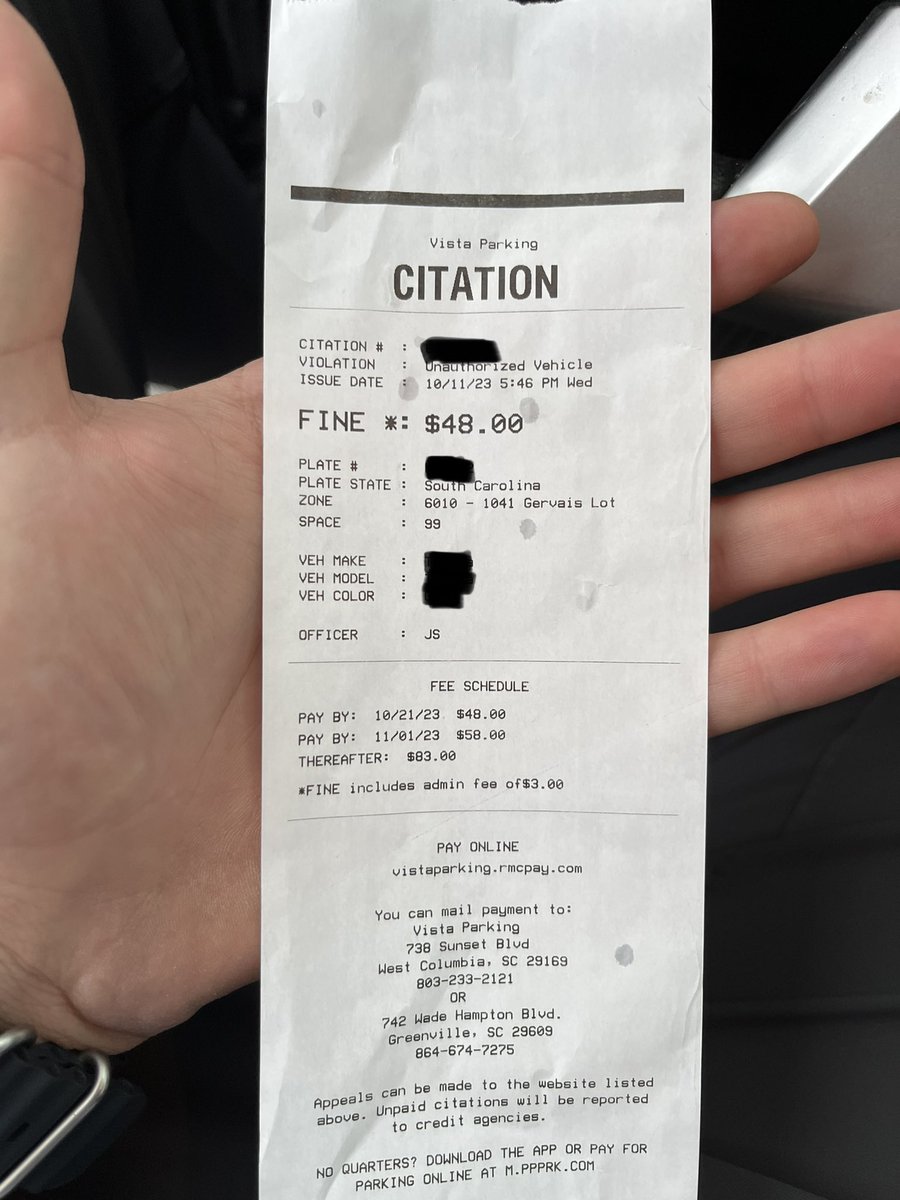 Vista Parking
CITATION
CITATION # :
VIOLATION : Unauthorized Vehicle
ISSUE DATE : 10/11/23 5:46 PM Wed
FINE *: $48.00
PLATE # :
PLATE STATE : South Carolina
ZONE : 6010 - 1041 Gervais Lot
SPACE : 99
VEH MAKE :
VEH MODEL :
VEH COLOR :
OFFICER : JS
FEE SCHEDULE
PAY BY: 10/21/23 $48.00
PAY BY: 11/01/23 $58.00
THEREAFTER: $83.00
*FINE includes admin fee of$3.00
PAY ONLINE
vistaparking.rmcpay.com
You can mail payment to:
Vista Parking
738 Sunset Blvd
West Columbia, SC 29169
803-233-2121
OR
742 Wade Hampton Blvd.
Greenville, SC 29609
864-674-7275
Appeals can be made to the website listed
above. Unpaid citations will be reported
to credit agencies.
NO QUARTERS? DOWNLOAD THE APP OR PAY FOR
PARKING ONLINE AT M.PPPRK.COM